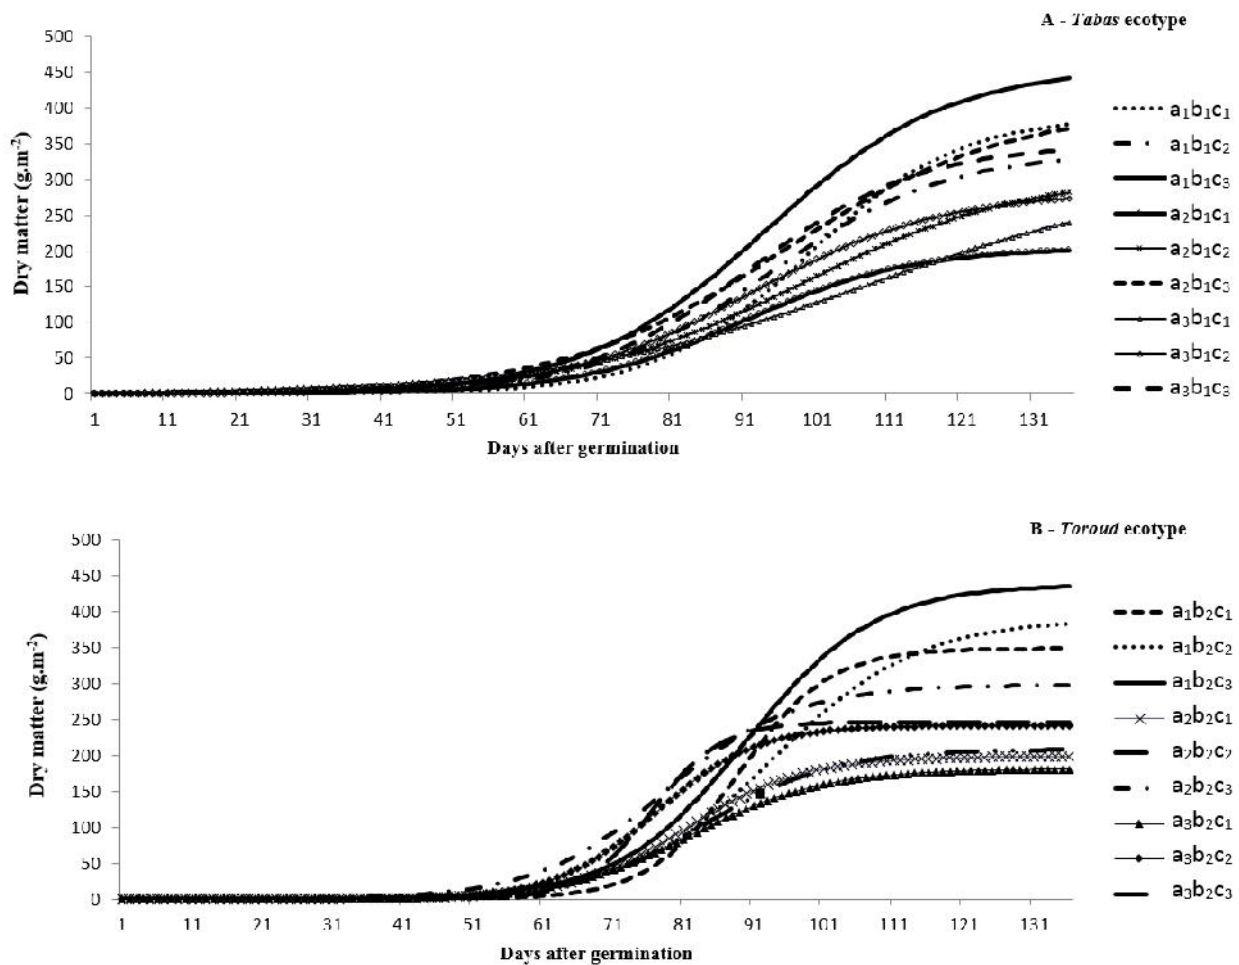 A - Tabas ecotype
500
450
400
350
300
250
200
150
100
50
0
Dry matter (g.m-2)
1 11 21 31 41 51 61 71 81 91 101 111 121 131
Days after germination
a1b1c1
a1b1c2
a1b1c3
a2b1c1
a2b1c2
a2b1c3
a3b1c1
a3b1c2
a3b1c3
B - Toroud ecotype
500
450
400
350
300
250
200
150
100
50
0
Dry matter (g.m-2)
1 11 21 31 41 51 61 71 81 91 101 111 121 131
Days after germination
a1b2c1
a1b2c2
a1b2c3
a2b2c1
a2b2c2
a2b2c3
a3b2c1
a3b2c2
a3b2c3